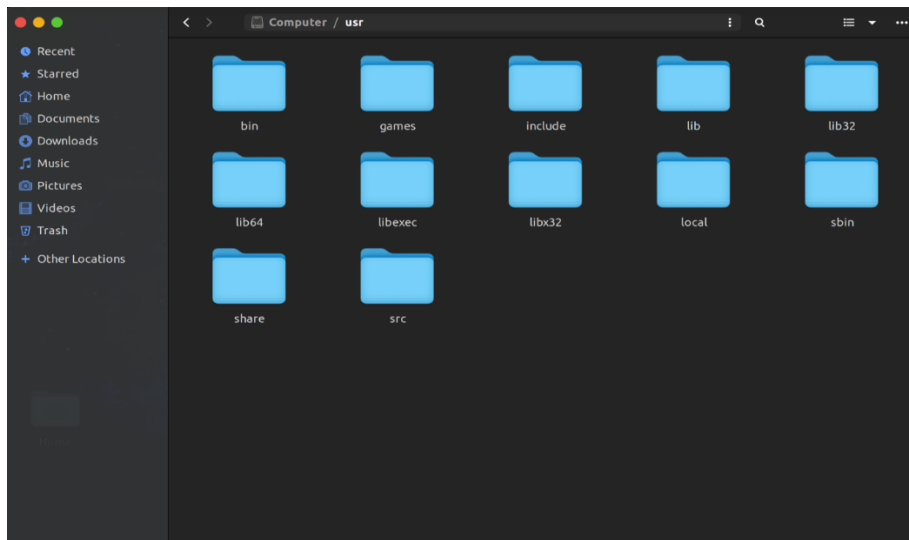 Computer / usr
Recent
Starred
Home
Documents
Downloads
Music
Pictures
Videos
Trash
+ Other Locations
bin games include lib lib32
lib64 libexec libx32 local sbin
share src